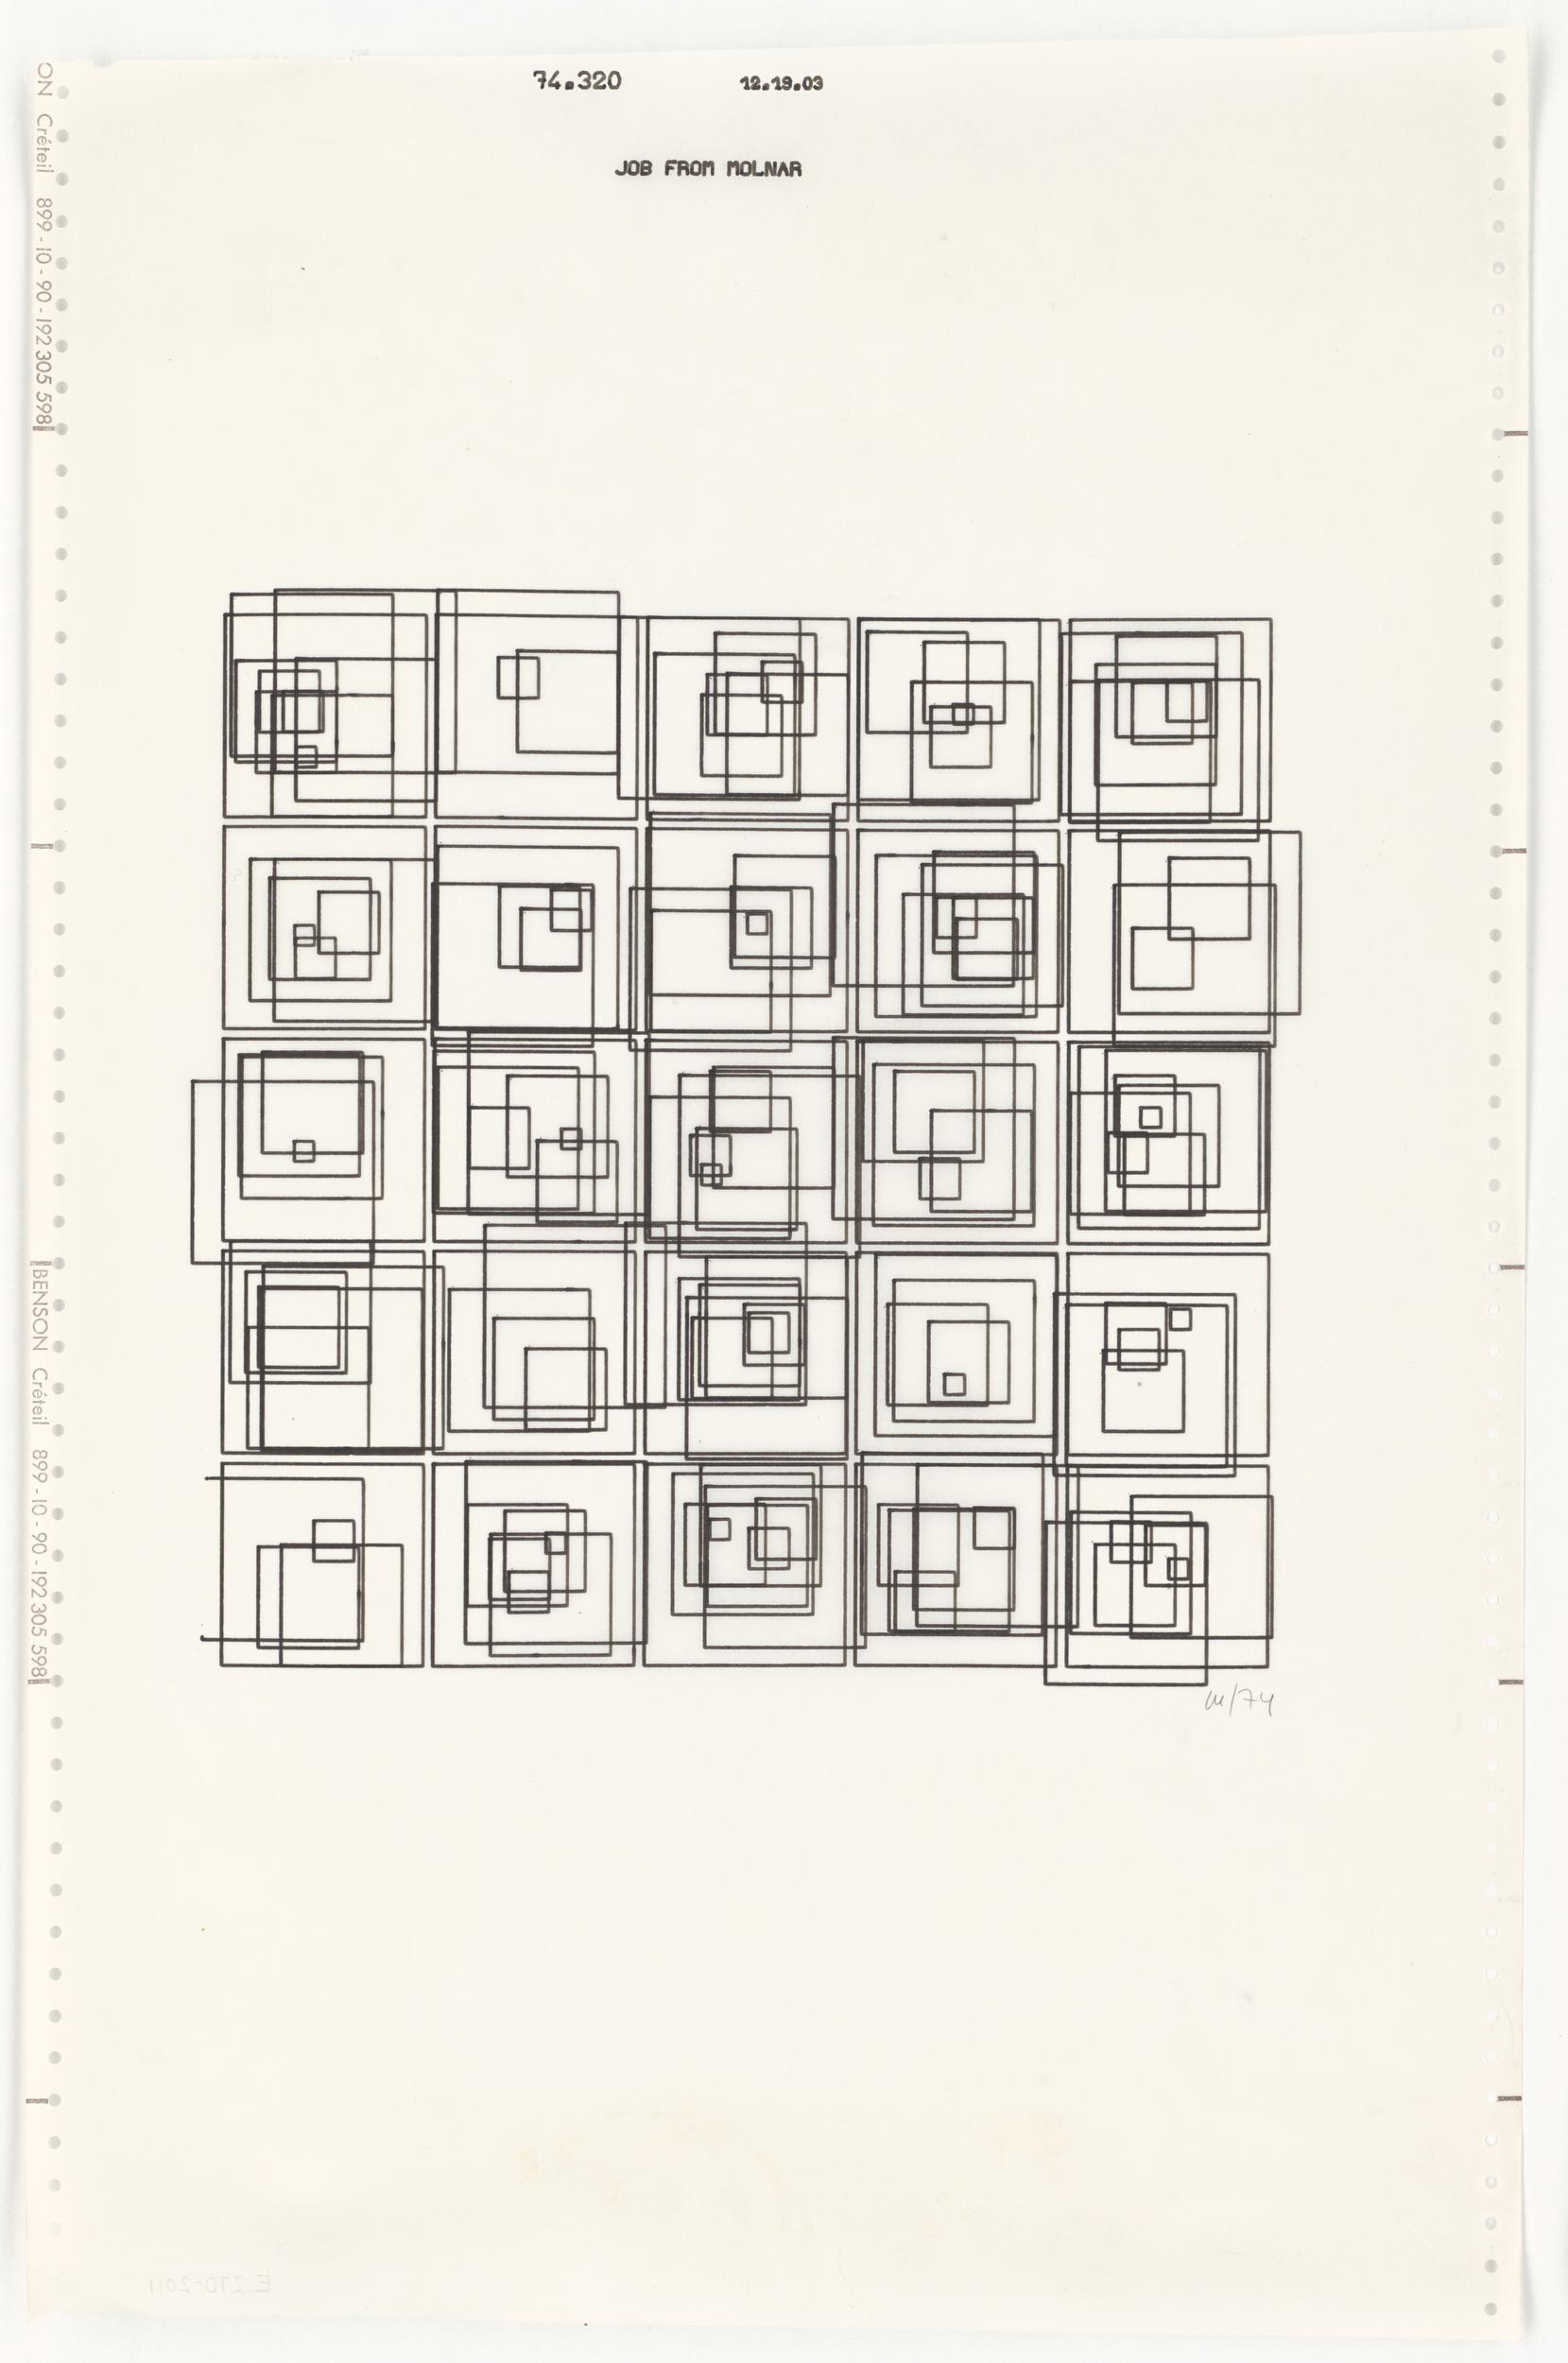 74.320 12.19.03
JOB FROM MOLNAR
ON Créteil 899-10-90-192 305 598
BENSON Créteil 899-10-90-192 305 598
M/74
E.270-2011